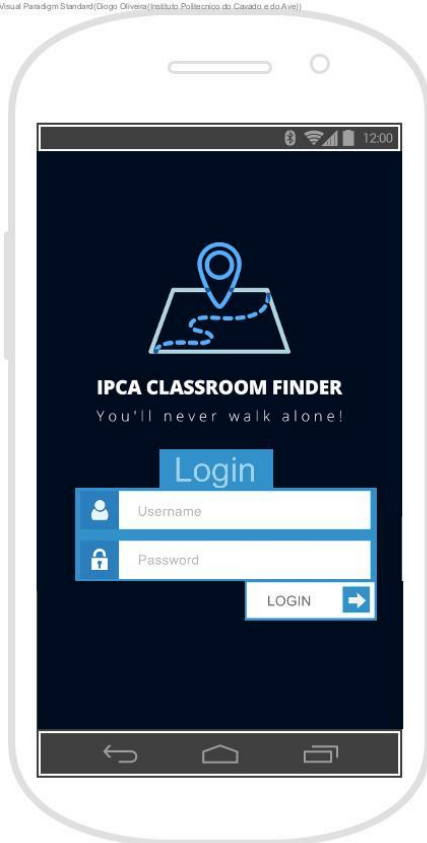 Visual Paradigm Standard(Diogo Oliveira(Instituto Politecnico do Cavado e do Ave))
12:00
IPCA CLASSROOM FINDER
You'll never walk alone!
Login
Username
Password
LOGIN